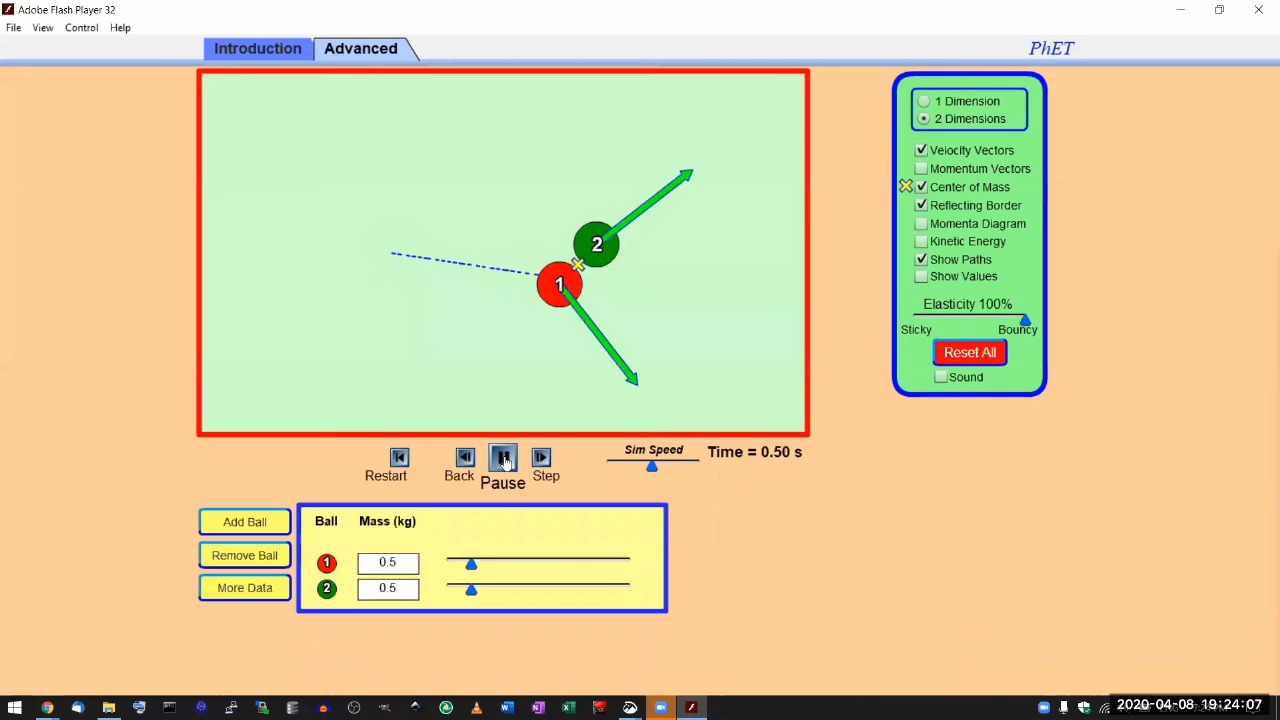 Adobe Flash Player 32
File View Control Help
Introduction Advanced PhET
1 Dimension
2 Dimensions
Velocity Vectors
Momentum Vectors
Center of Mass
Reflecting Border
Momenta Diagram
Kinetic Energy
Show Paths
Show Values
Elasticity 100%
Sticky Bouncy
Reset All
Sound
2
1
Restart Back Pause Step
Sim Speed Time = 0.50 s
Add Ball
Remove Ball
More Data
Ball Mass (kg)
1 0.5
2 0.5
2020-04-08 19:24:07